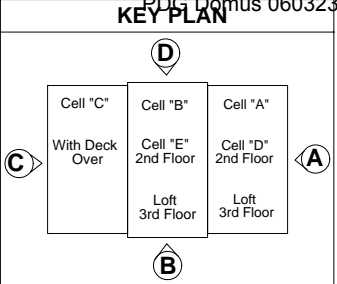 PDG Domus 060323
KEY PLAN
D
Cell "C"
With Deck
Over
Cell "B"
Cell "E"
2nd Floor
Loft
3rd Floor
Cell "A"
Cell "D"
2nd Floor
Loft
3rd Floor
C
A
B